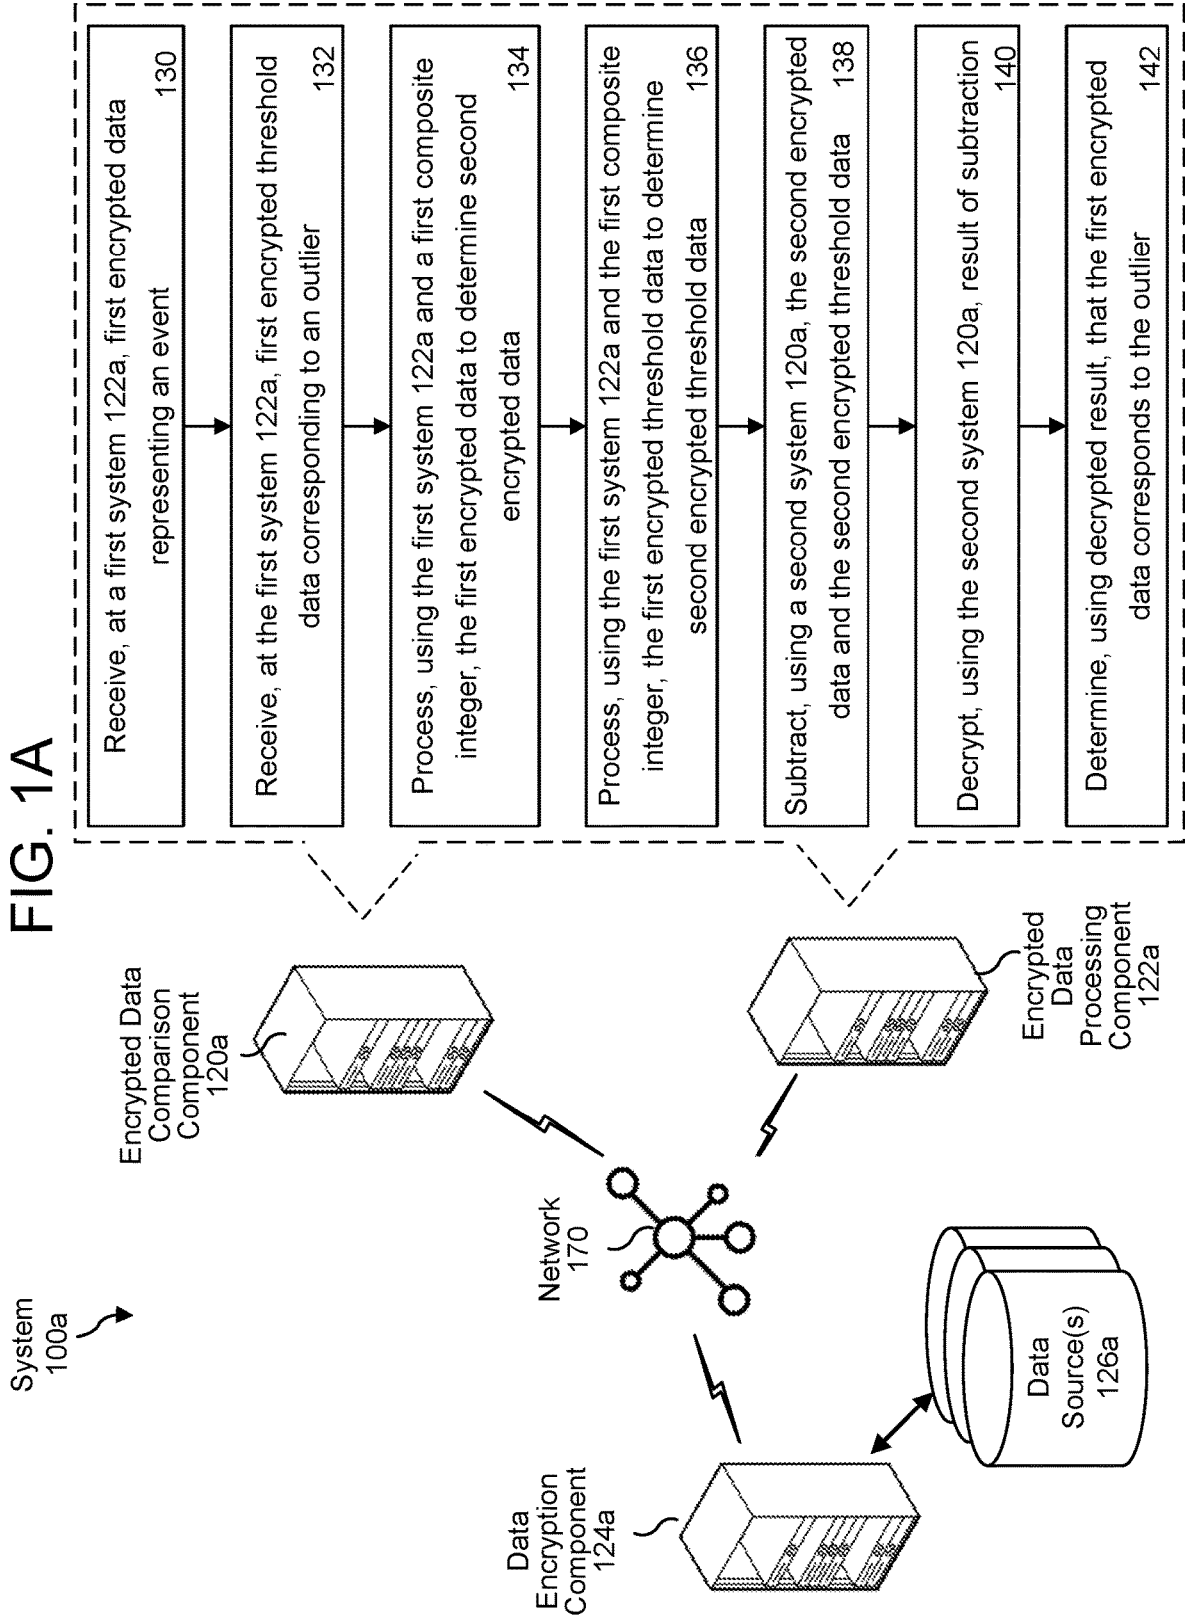 FIG. 1A
System
100a
Encrypted Data
Comparison
Component
120a
Network
170
Data
Encryption
Component
124a
Data
Source(s)
126a
Encrypted
Data
Processing
Component
122a
Receive, at a first system 122a, first encrypted data
representing an event
130
Receive, at the first system 122a, first encrypted threshold
data corresponding to an outlier
132
Process, using the first system 122a and a first composite
integer, the first encrypted data to determine second
encrypted data
134
Process, using the first system 122a and the first composite
integer, the first encrypted threshold data to determine
second encrypted threshold data
136
Subtract, using a second system 120a, the second encrypted
data and the second encrypted threshold data
138
Decrypt, using the second system 120a, result of subtraction
140
Determine, using decrypted result, that the first encrypted
data corresponds to the outlier
142